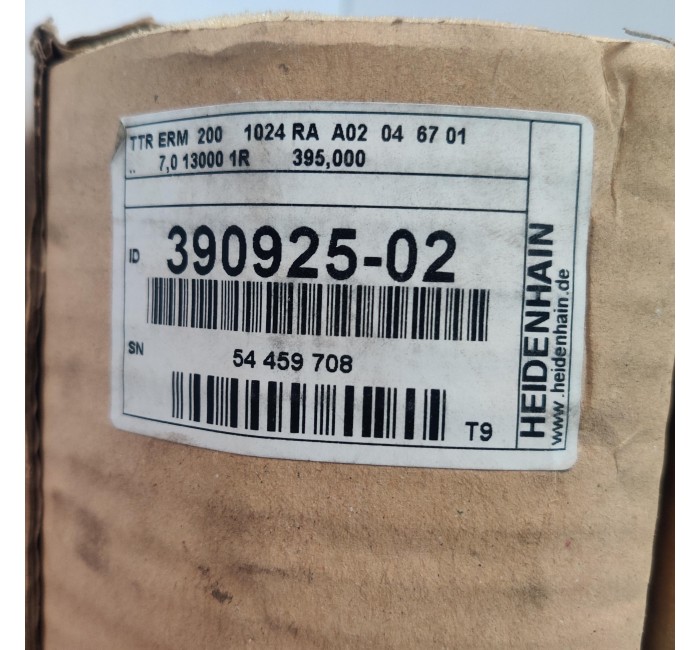 TTR ERM 200 1024 RA A02 04 67 01
.. 7,0 13000 1R 395,000
ID 390925-02
SN 54 459 708
T9
HEIDENHAIN
www.heidenhain.de